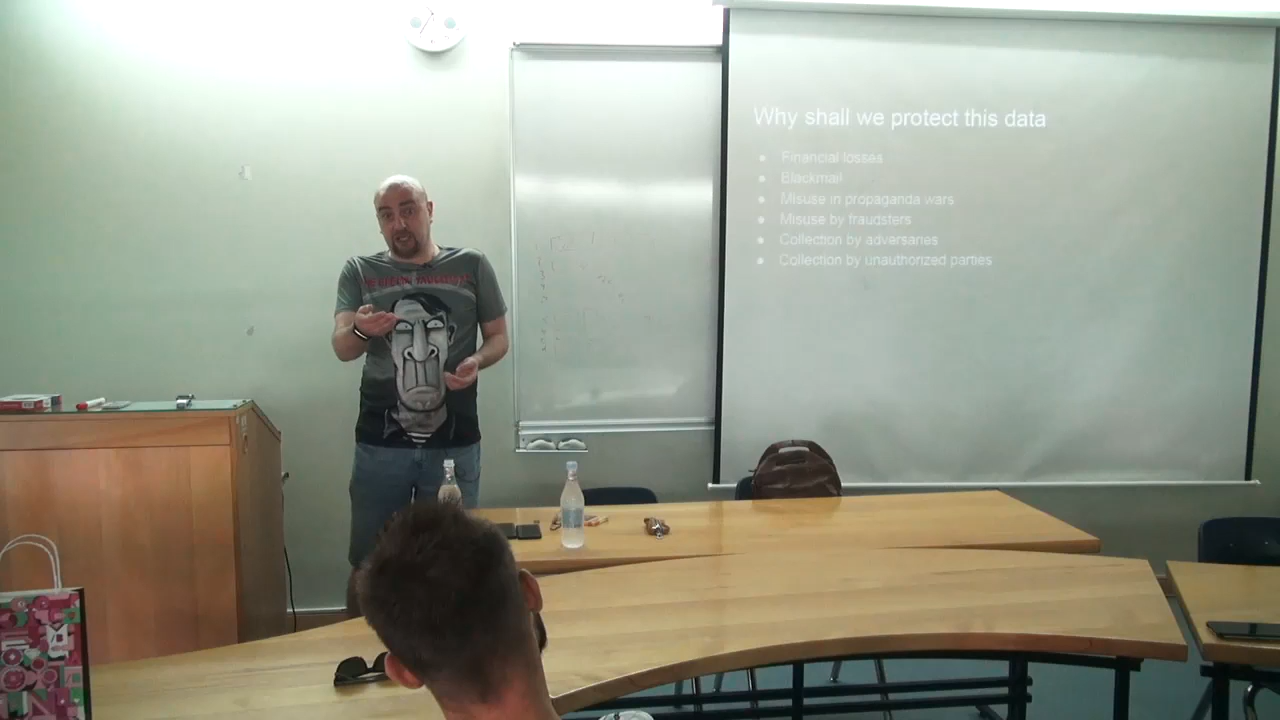 Why shall we protect this data
● Financial losses
● Blackmail
● Misuse in propaganda wars
● Misuse by fraudsters
● Collection by adversaries
● Collection by unauthorized parties